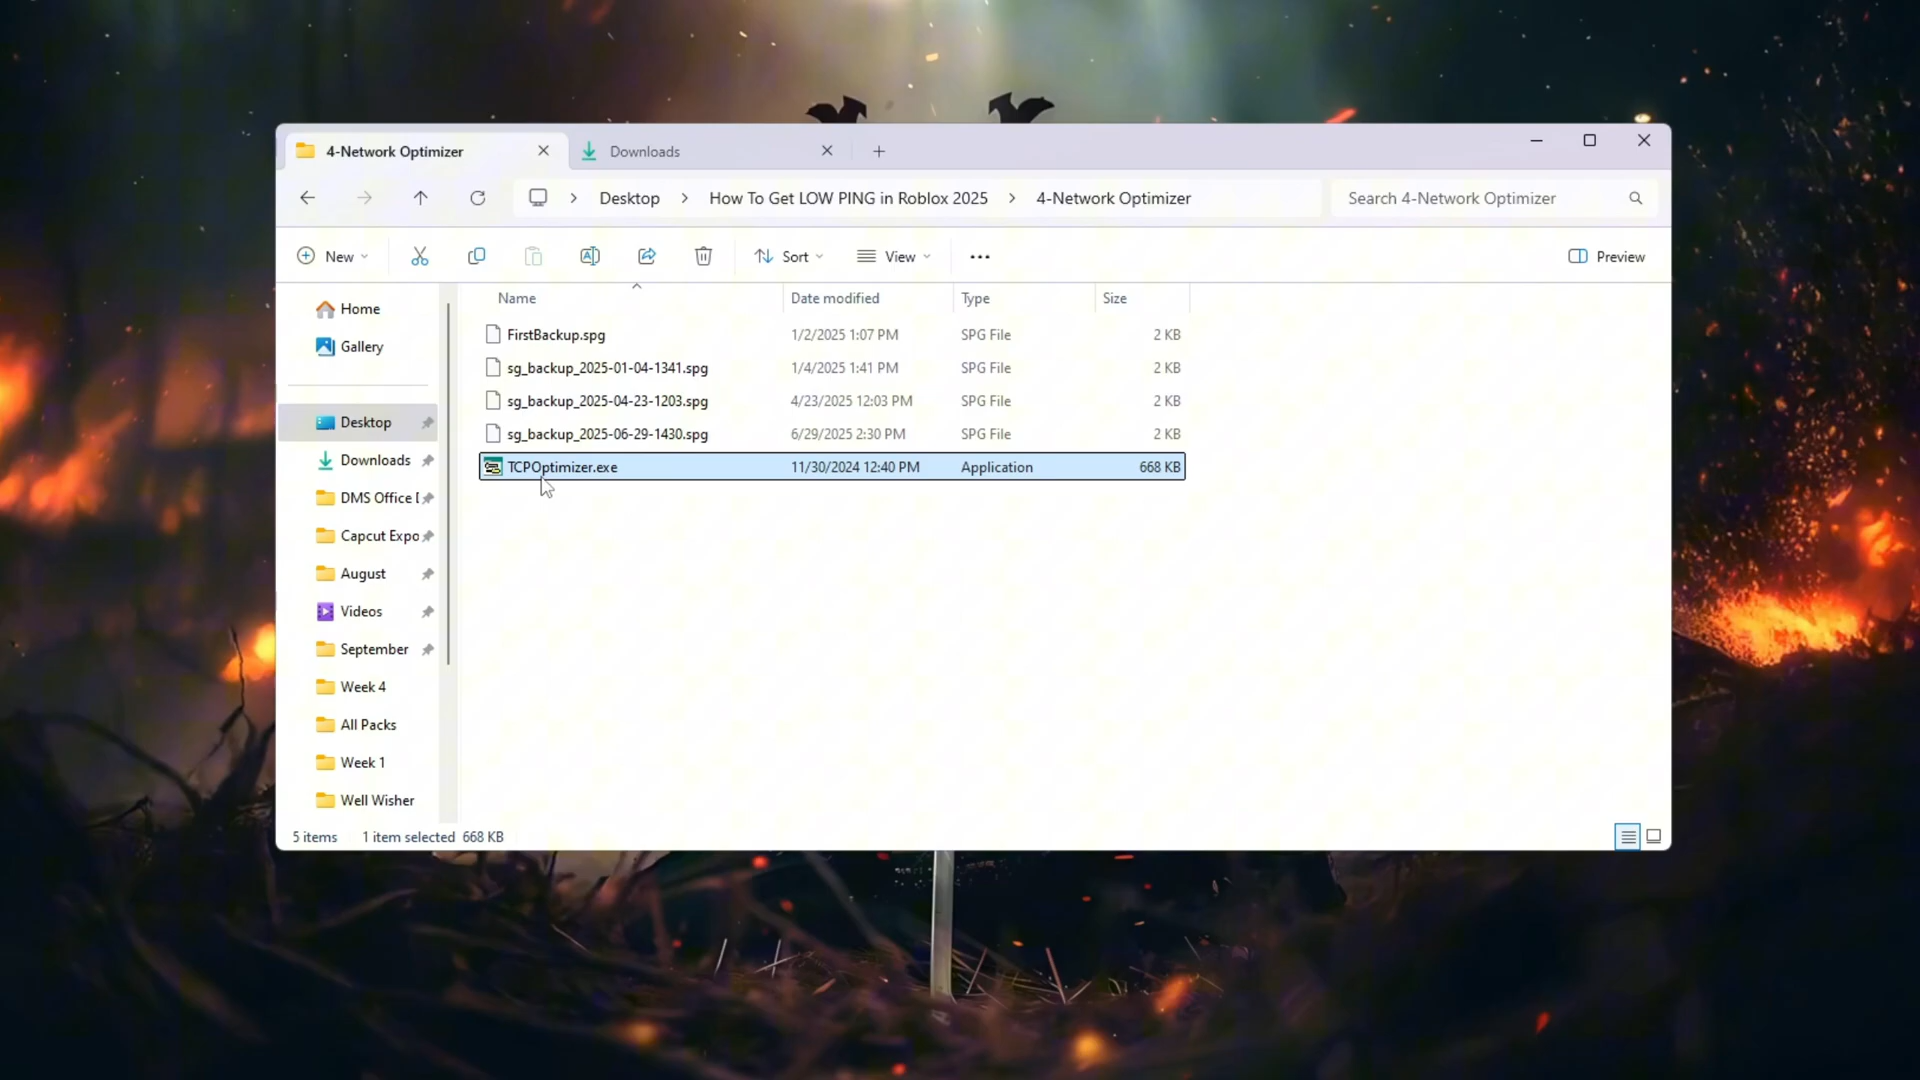 4-Network Optimizer
Downloads
Desktop
How To Get LOW PING in Roblox 2025
4-Network Optimizer
Search 4-Network Optimizer
New
Sort
View
Preview
Name
Date modified
Type
Size
Home
Gallery
Desktop
Downloads
DMS Office [
Capcut Expo
August
Videos
September
Week 4
All Packs
Week 1
Well Wisher
FirstBackup.spg 1/2/2025 1:07 PM SPG File 2 KB
sg_backup_2025-01-04-1341.spg 1/4/2025 1:41 PM SPG File 2 KB
sg_backup_2025-04-23-1203.spg 4/23/2025 12:03 PM SPG File 2 KB
sg_backup_2025-06-29-1430.spg 6/29/2025 2:30 PM SPG File 2 KB
TCPOptimizer.exe 11/30/2024 12:40 PM Application 668 KB
5 items 1 item selected 668 KB